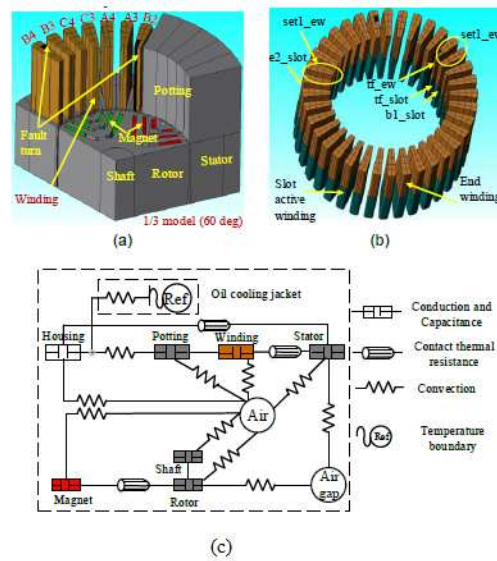 B4 B3 C4 C3 A4 A3 B2
Potting
Fault
turn
Magnet
Shaft
Rotor
Stator
Winding
1/3 model (60 deg)
(a)
set1_ew
set1_ew
e2_slot
tf_ew
tf_slot
b1_slot
Slot
active
winding
End
winding
(b)
Ref
Oil cooling jacket
Housing
Potting
Winding
Stator
Air
Shaft
Magnet
Rotor
Air
gap
Conduction and
Capacitance
Contact thermal
resistance
Convection
Ref
Temperature
boundary
(c)